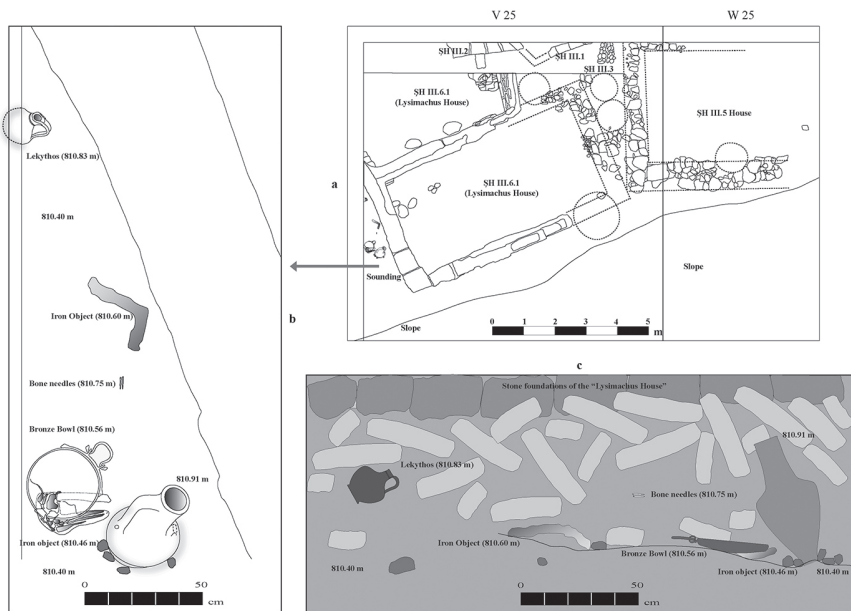 V 25
W 25
ŞH III.2
ŞH III.1
ŞH III.3
ŞH III.6.1
(Lysimachus House)
ŞH III.5 House
ŞH III.6.1
(Lysimachus House)
a
Sounding
Slope
Slope
0 1 2 3 4 5
m
b
Lekythos (810.83 m)
810.40 m
Iron Object (810.60 m)
Bone needles (810.75 m)
Bronze Bowl (810.56 m)
810.91 m
Iron object (810.46 m)
810.40 m
0 50
cm
c
Stone foundations of the "Lysimachus House"
810.91 m
Lekythos (810.83 m)
Bone needles (810.75 m)
Iron Object (810.60 m)
Bronze Bowl (810.56 m)
810.40 m
Iron object (810.46 m)
810.40 m
0 50
cm